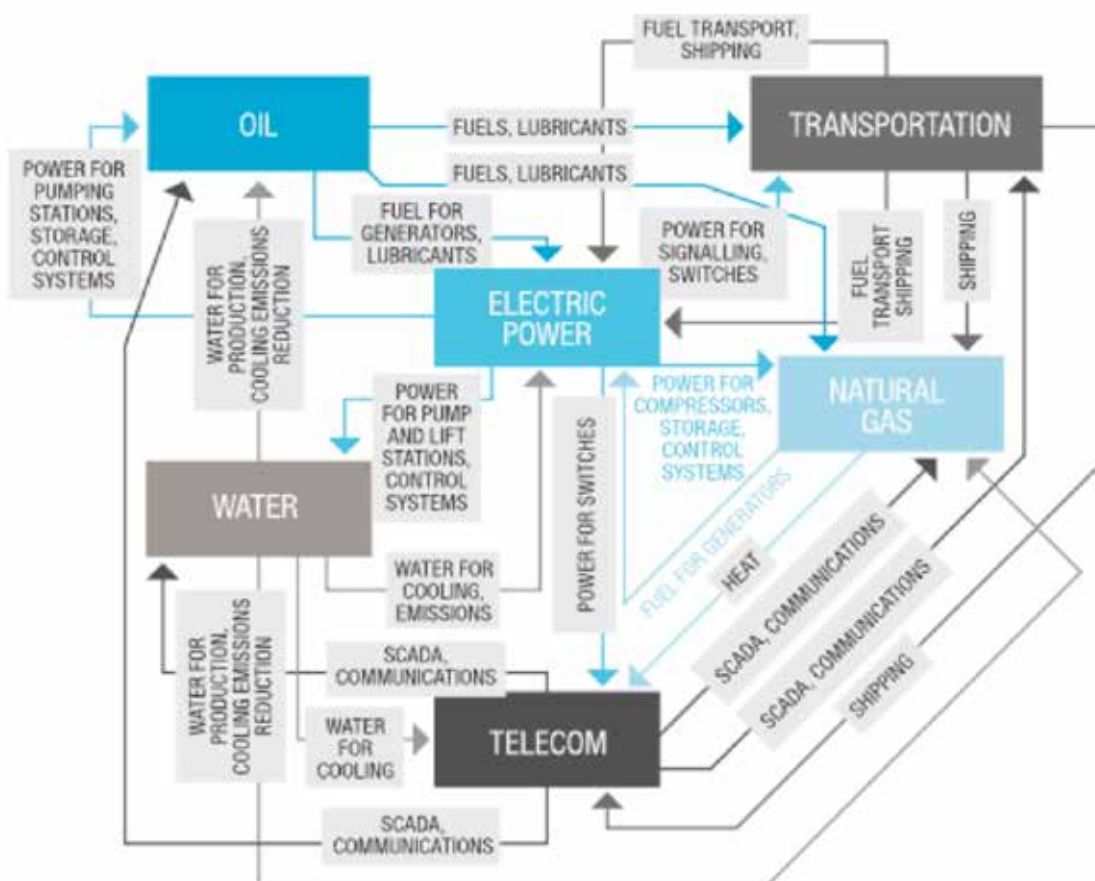 FUEL TRANSPORT,
SHIPPING
OIL
TRANSPORTATION
FUELS, LUBRICANTS
FUELS, LUBRICANTS
POWER FOR
PUMPING
STATIONS,
STORAGE,
CONTROL
SYSTEMS
FUEL FOR
GENERATORS,
LUBRICANTS
POWER FOR
SIGNALLING,
SWITCHES
FUEL
TRANSPORT
SHIPPING
SHIPPING
WATER FOR
PRODUCTION,
COOLING EMISSIONS
REDUCTION
ELECTRIC
POWER
NATURAL
GAS
POWER
FOR PUMP
AND LIFT
STATIONS,
CONTROL
SYSTEMS
POWER FOR
COMPRESSORS,
STORAGE,
CONTROL
SYSTEMS
POWER FOR SWITCHES
WATER
FUEL FOR GENERATORS
HEAT
SCADA, COMMUNICATIONS
SCADA, COMMUNICATIONS
SHIPPING
WATER FOR
COOLING,
EMISSIONS
WATER FOR
PRODUCTION,
COOLING EMISSIONS
REDUCTION
SCADA,
COMMUNICATIONS
WATER
FOR
COOLING
TELECOM
SCADA,
COMMUNICATIONS